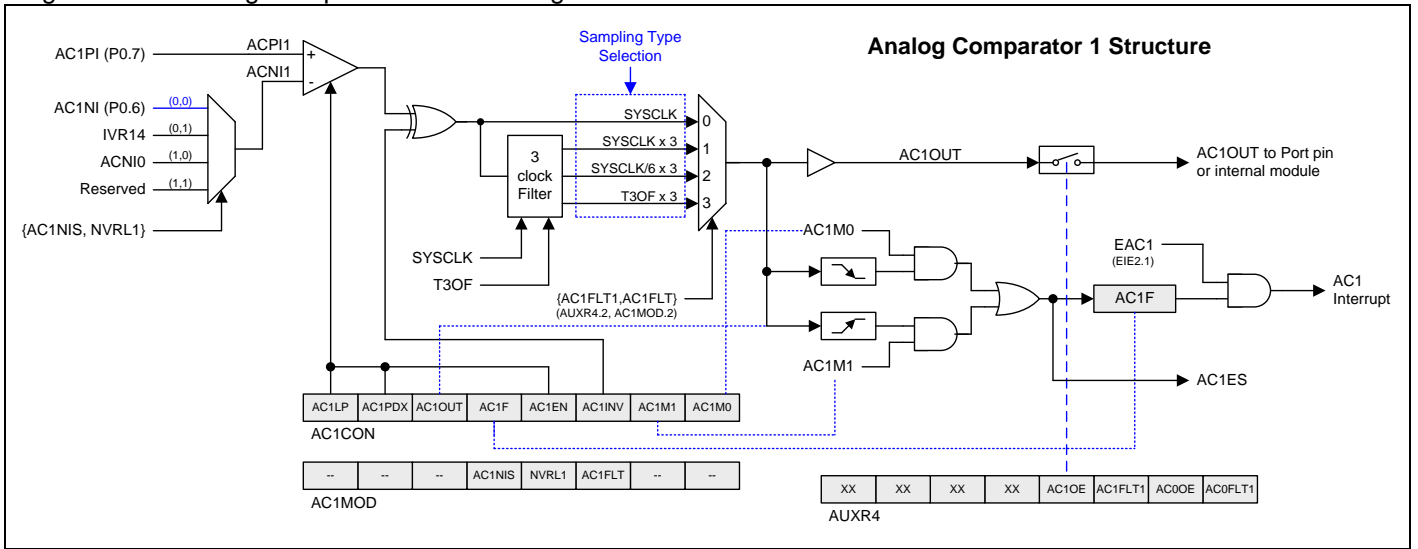 Analog Comparator 1 Structure
Sampling Type
Selection
AC1PI (P0.7)
ACPI1
+
ACNI1
-
AC1NI (P0.6)
(0,0)
IVR14
(0,1)
ACNI0
(1,0)
Reserved
(1,1)
{AC1NIS, NVRL1}
3
clock
Filter
SYSCLK
0
SYSCLK x 3
1
SYSCLK/6 x 3
2
T3OF x 3
3
SYSCLK
T3OF
{AC1FLT1,AC1FLT}
(AUXR4.2, AC1MOD.2)
AC1OUT
AC1OUT to Port pin
or internal module
AC1M0
AC1M1
EAC1
(EIE2.1)
AC1F
AC1
Interrupt
AC1ES
AC1LP AC1PDX AC1OUT AC1F AC1EN AC1INV AC1M1 AC1M0
AC1CON
-- -- -- AC1NIS NVRL1 AC1FLT -- --
AC1MOD
XX XX XX XX AC1OE AC1FLT1 AC0OE AC0FLT1
AUXR4